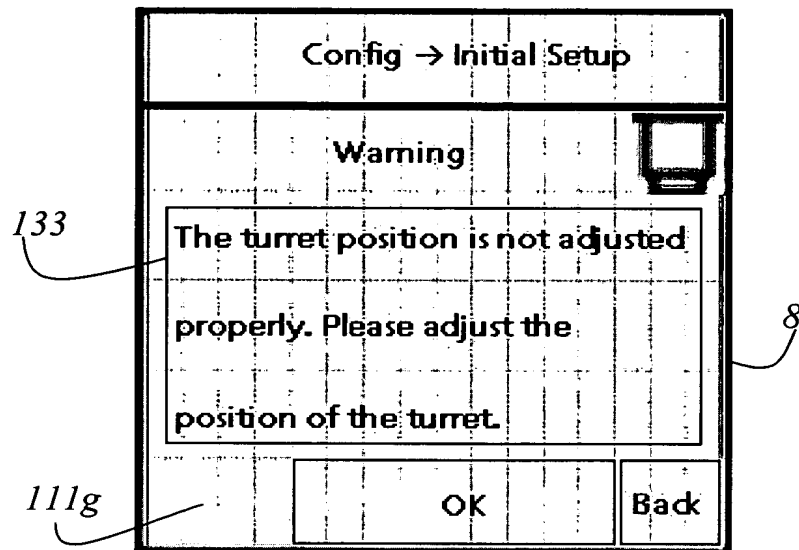 Config → Initial Setup
Warning
133
The turret position is not adjusted
properly. Please adjust the
8
position of the turret.
111g
OK
Back